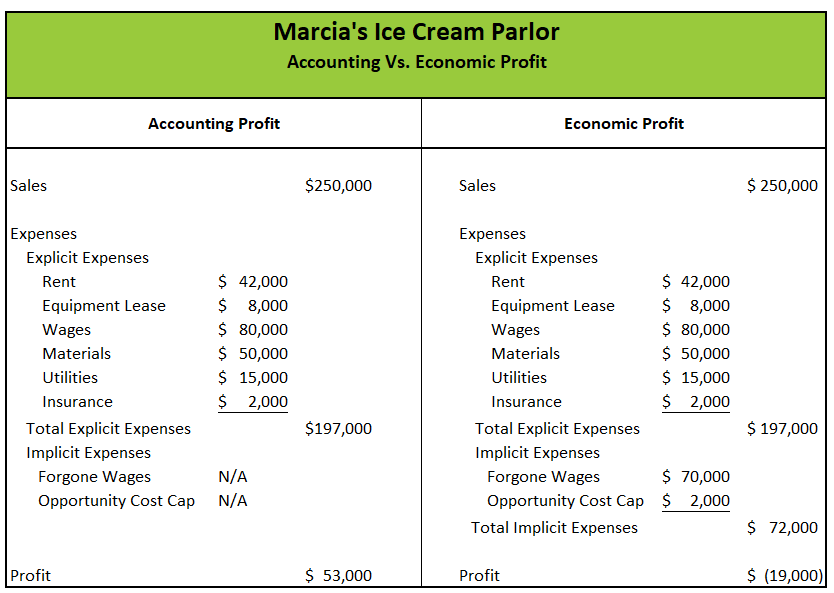 Marcia's Ice Cream Parlor
Accounting Vs. Economic Profit
Accounting Profit
Sales $250,000
Expenses
Explicit Expenses
Rent $ 42,000
Equipment Lease $ 8,000
Wages $ 80,000
Materials $ 50,000
Utilities $ 15,000
Insurance $ 2,000
Total Explicit Expenses $197,000
Implicit Expenses
Forgone Wages N/A
Opportunity Cost Cap N/A
Profit $ 53,000
Economic Profit
Sales $ 250,000
Expenses
Explicit Expenses
Rent $ 42,000
Equipment Lease $ 8,000
Wages $ 80,000
Materials $ 50,000
Utilities $ 15,000
Insurance $ 2,000
Total Explicit Expenses $ 197,000
Implicit Expenses
Forgone Wages $ 70,000
Opportunity Cost Cap $ 2,000
Total Implicit Expenses $ 72,000
Profit $ (19,000)